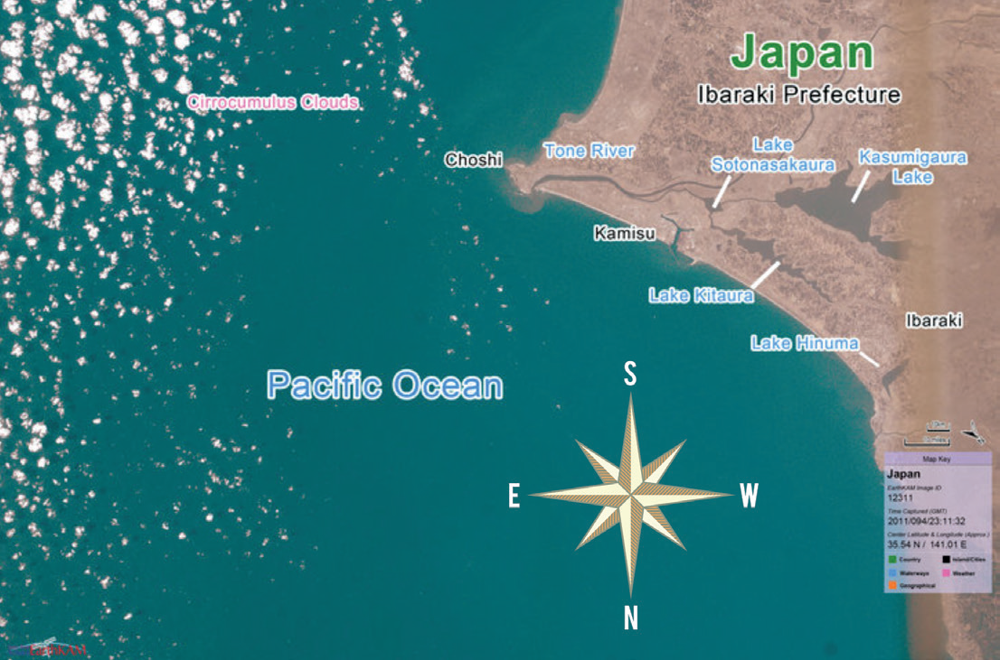 Japan
Ibaraki Prefecture
Cirrocumulus Clouds
Choshi
Tone River
Lake
Sotonasakaura
Kasumigaura
Lake
Kamisu
Lake Kitaura
Ibaraki
Lake Hinuma
Pacific Ocean
S
E
W
N
Map Key
Japan
EarthKAM Image ID
12311
Time Captured (GMT)
2011/094/23:11:32
Center Latitude & Longitude (Approx.)
35.54 N / 141.01 E
Country
Island/Cities
Waterways
Weather
Geographical
EarthKAM